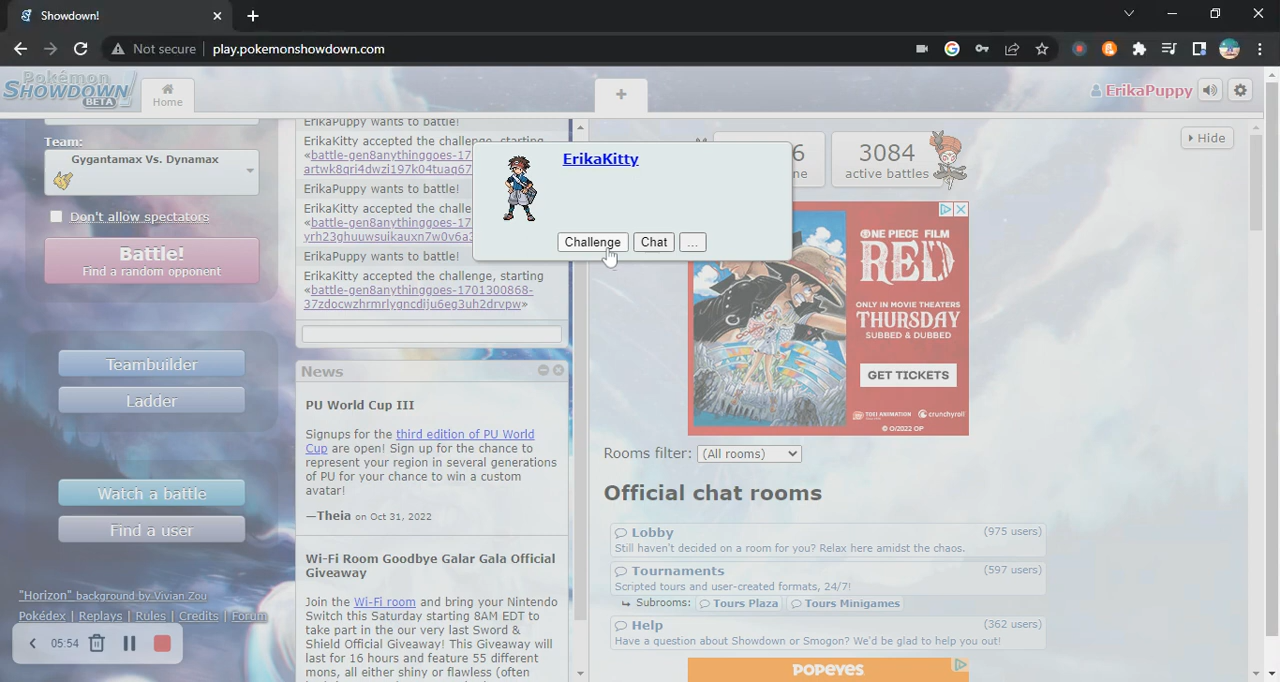 Showdown!
Not secure
play.pokemonshowdown.com
Pokémon
SHOWDOWN
BETA
Home
+
ErikaPuppy
Team:
Gygantamax Vs. Dynamax
Don't allow spectators
Battle!
Find a random opponent
Teambuilder
Ladder
Watch a battle
Find a user
"Horizon" background by Vivian Zou
Pokédex | Replays | Rules | Credits | Forum
05:54
ErikaPuppy wants to battle!
ErikaKitty accepted the challenge, starting
«battle-gen8anythinggoes-17
ErikaPuppy wants to battle!
ErikaKitty accepted the challe
«battle-gen8anythinggoes-17
ErikaPuppy wants to battle!
ErikaKitty accepted the challenge, starting
«battle-gen8anythinggoes-1701300868-
37zdocwzhrmrlygncdiju6eg3uh2drvpw»
ErikaKitty
Challenge
Chat
...
News
PU World Cup III
Signups for the third edition of PU World
Cup are open! Sign up for the chance to
represent your region in several generations
of PU for your chance to win a custom
avatar!
—Theia on Oct 31, 2022
Wi-Fi Room Goodbye Galar Gala Official
Giveaway
Join the Wi-Fi room and bring your Nintendo
Switch this Saturday starting 8AM EDT to
take part in the our very last Sword &
Shield Official Giveaway! This Giveaway will
last for 16 hours and feature 55 different
mons, all either shiny or flawless (often
6
ne
3084
active battles
Hide
ONE PIECE FILM
RED
ONLY IN MOVIE THEATERS
THURSDAY
SUBBED & DUBBED
GET TICKETS
TOEI ANIMATION
crunchyroll
© O/2022 OP
Rooms filter: (All rooms)
Official chat rooms
Lobby
(975 users)
Still haven't decided on a room for you? Relax here amidst the chaos.
Tournaments
(597 users)
Scripted tours and user-created formats, 24/7!
Subrooms: Tours Plaza Tours Minigames
Help
(362 users)
Have a question about Showdown or Smogon? We'd be glad to help you out!
POPEYES